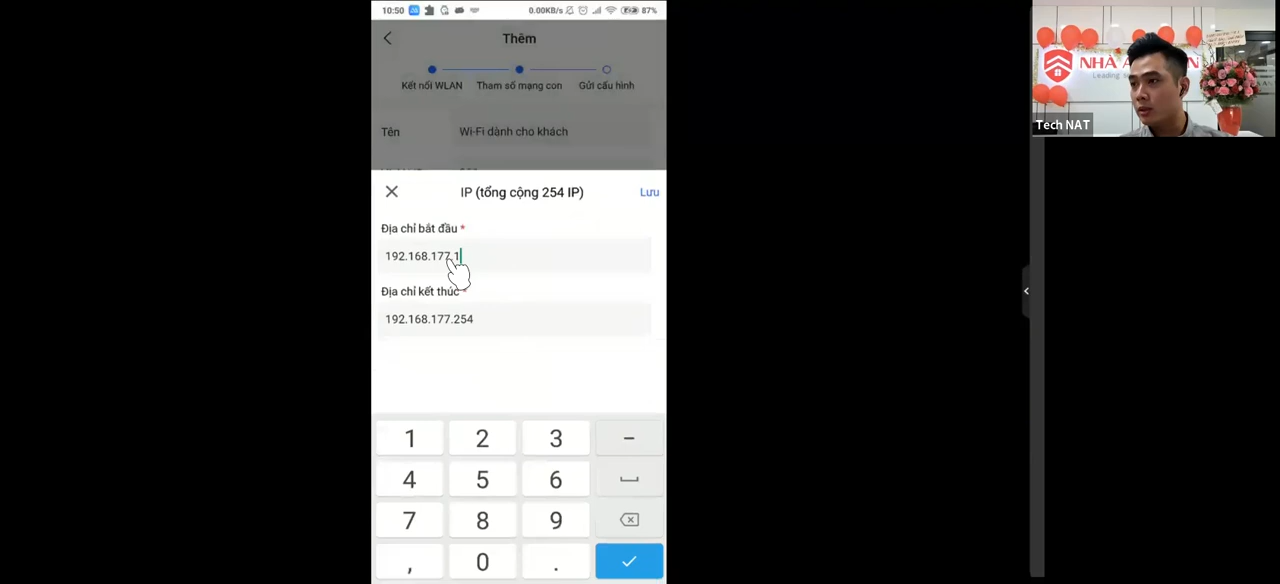 10:50
0.00KB/s
87%
Thêm
Kết nối WLAN
Tham số mạng con
Gửi cấu hình
Tên
Wi-Fi dành cho khách
IP (tổng cộng 254 IP)
Lưu
Địa chỉ bắt đầu *
192.168.177.1
Địa chỉ kết thúc *
192.168.177.254
1 2 3 –
4 5 6
7 8 9
, 0 .
Tech NAT